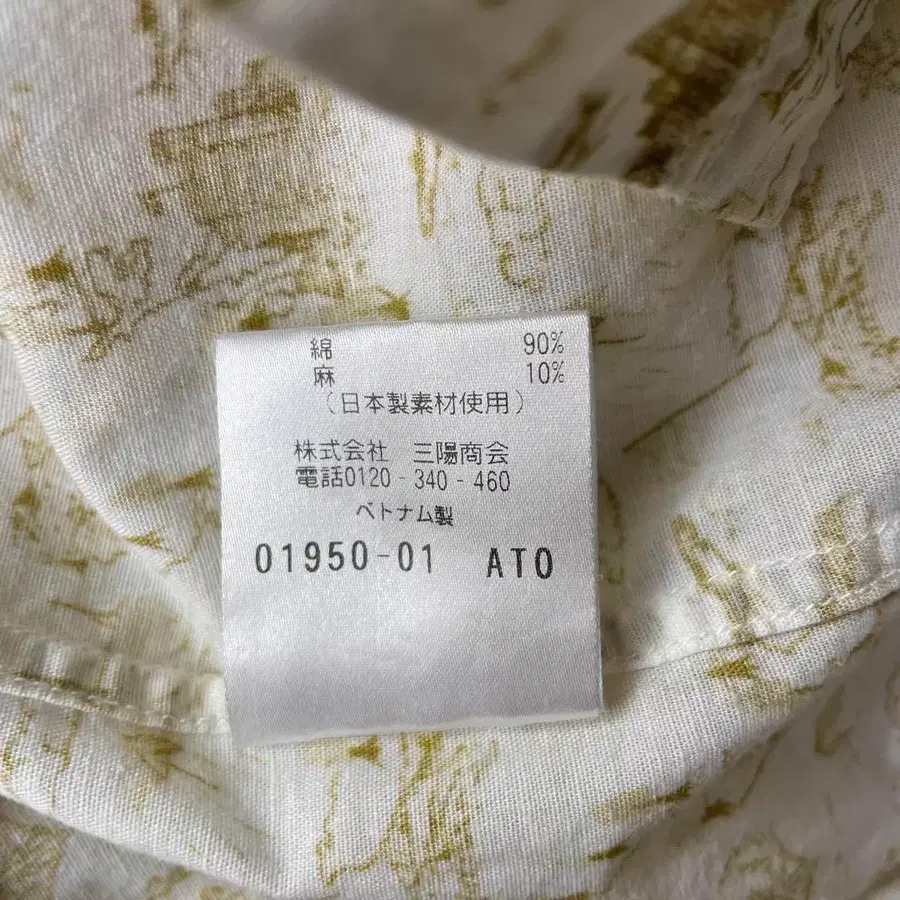 綿 90%
麻 10%
（日本製素材使用）
株式会社 三陽商会
電話0120-340-460
ベトナム製
01950-01 ATO